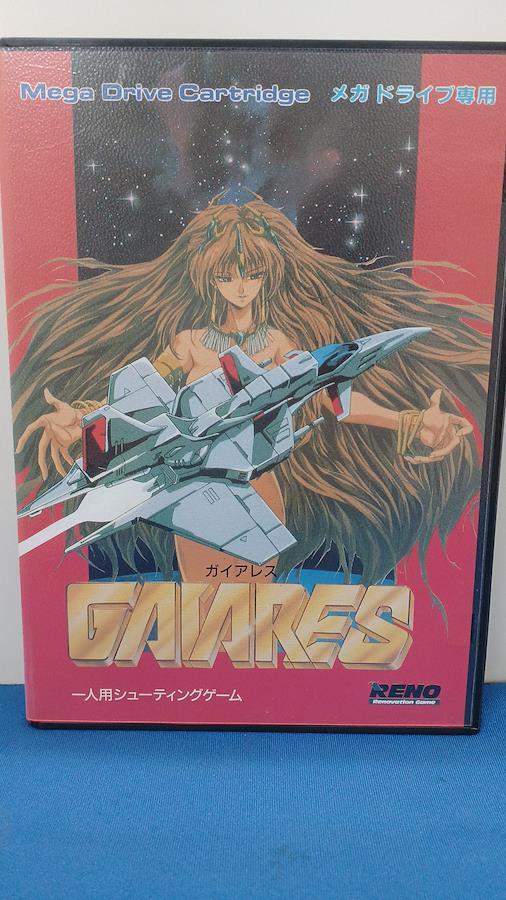 Mega Drive Cartridge メガドライブ専用
ガイアレス
GAIARES
一人用シューティングゲーム
RENO
Renovation Game